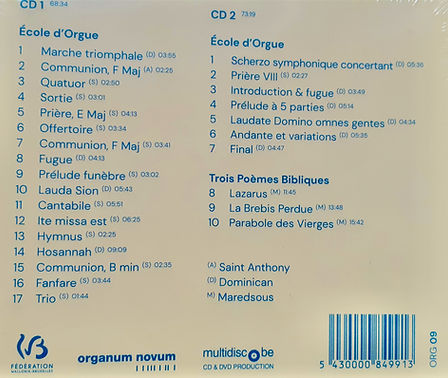 CD 1 68:34
École d'Orgue
1 Marche triomphale (D) 03:55
2 Communion, F Maj (A) 02:25
3 Quatuor (S) 02:50
4 Sortie (S) 03:01
5 Prière, E Maj (S) 04:13
6 Offertoire (S) 03:34
7 Communion, F Maj (S) 03:41
8 Fugue (D) 04:13
9 Prélude funèbre (S) 03:02
10 Lauda Sion (D) 05:43
11 Cantabile (S) 05:51
12 Ite missa est (S) 06:25
13 Hymnus (S) 02:25
14 Hosannah (D) 09:09
15 Communion, B min (S) 02:35
16 Fanfare (S) 03:44
17 Trio (S) 01:44
CD 2 73:19
École d'Orgue
1 Scherzo symphonique concertant (D) 05:36
2 Prière VIII (S) 02:27
3 Introduction & fugue (D) 03:49
4 Prélude à 5 parties (D) 05:14
5 Laudate Domino omnes gentes (D) 04:34
6 Andante et variations (D) 05:35
7 Final (D) 04:47
Trois Poèmes Bibliques
8 Lazarus (M) 11:45
9 La Brebis Perdue (M) 13:48
10 Parabole des Vierges (M) 15:42
(A) Saint Anthony
(D) Dominican
(M) Maredsous
FÉDÉRATION
WALLONIE-BRUXELLES
organum novum
multidisc be
CD & DVD PRODUCTION
5 430000 849913
ORG 09